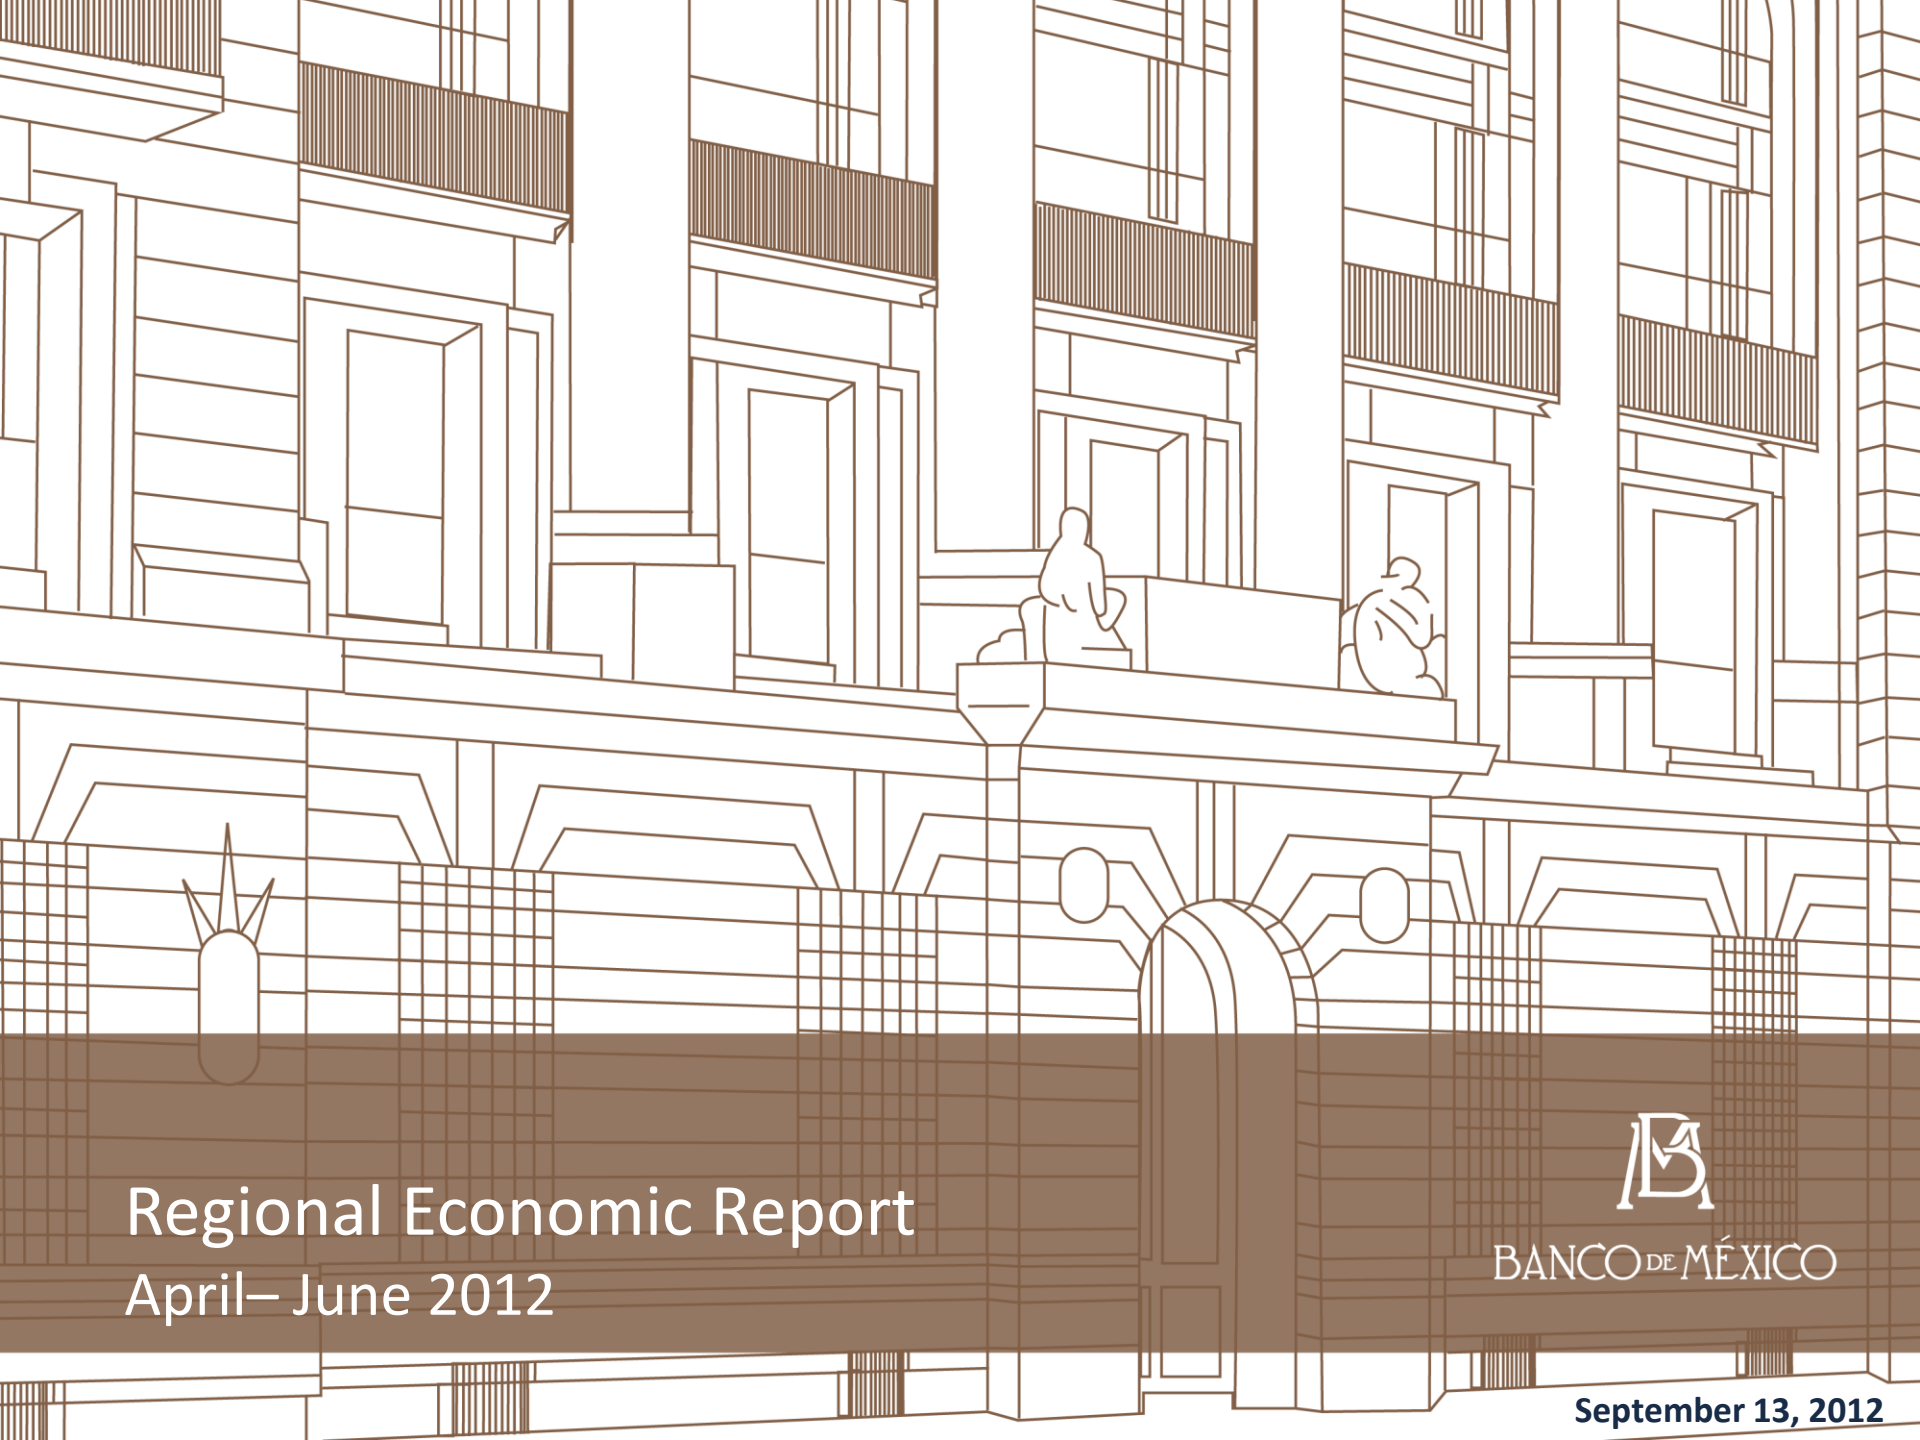 Regional Economic Report
April– June 2012
BANCO DE MÉXICO
September 13, 2012